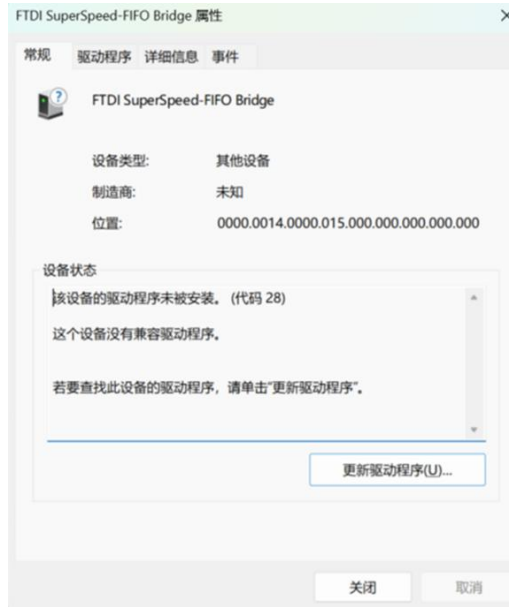 FTDI SuperSpeed-FIFO Bridge 属性
常规 驱动程序 详细信息 事件
FTDI SuperSpeed-FIFO Bridge
设备类型: 其他设备
制造商: 未知
位置: 0000.0014.0000.015.000.000.000.000.000
设备状态
该设备的驱动程序未被安装。 (代码 28)
这个设备没有兼容驱动程序。
若要查找此设备的驱动程序，请单击“更新驱动程序”。
更新驱动程序(U)...
关闭 取消